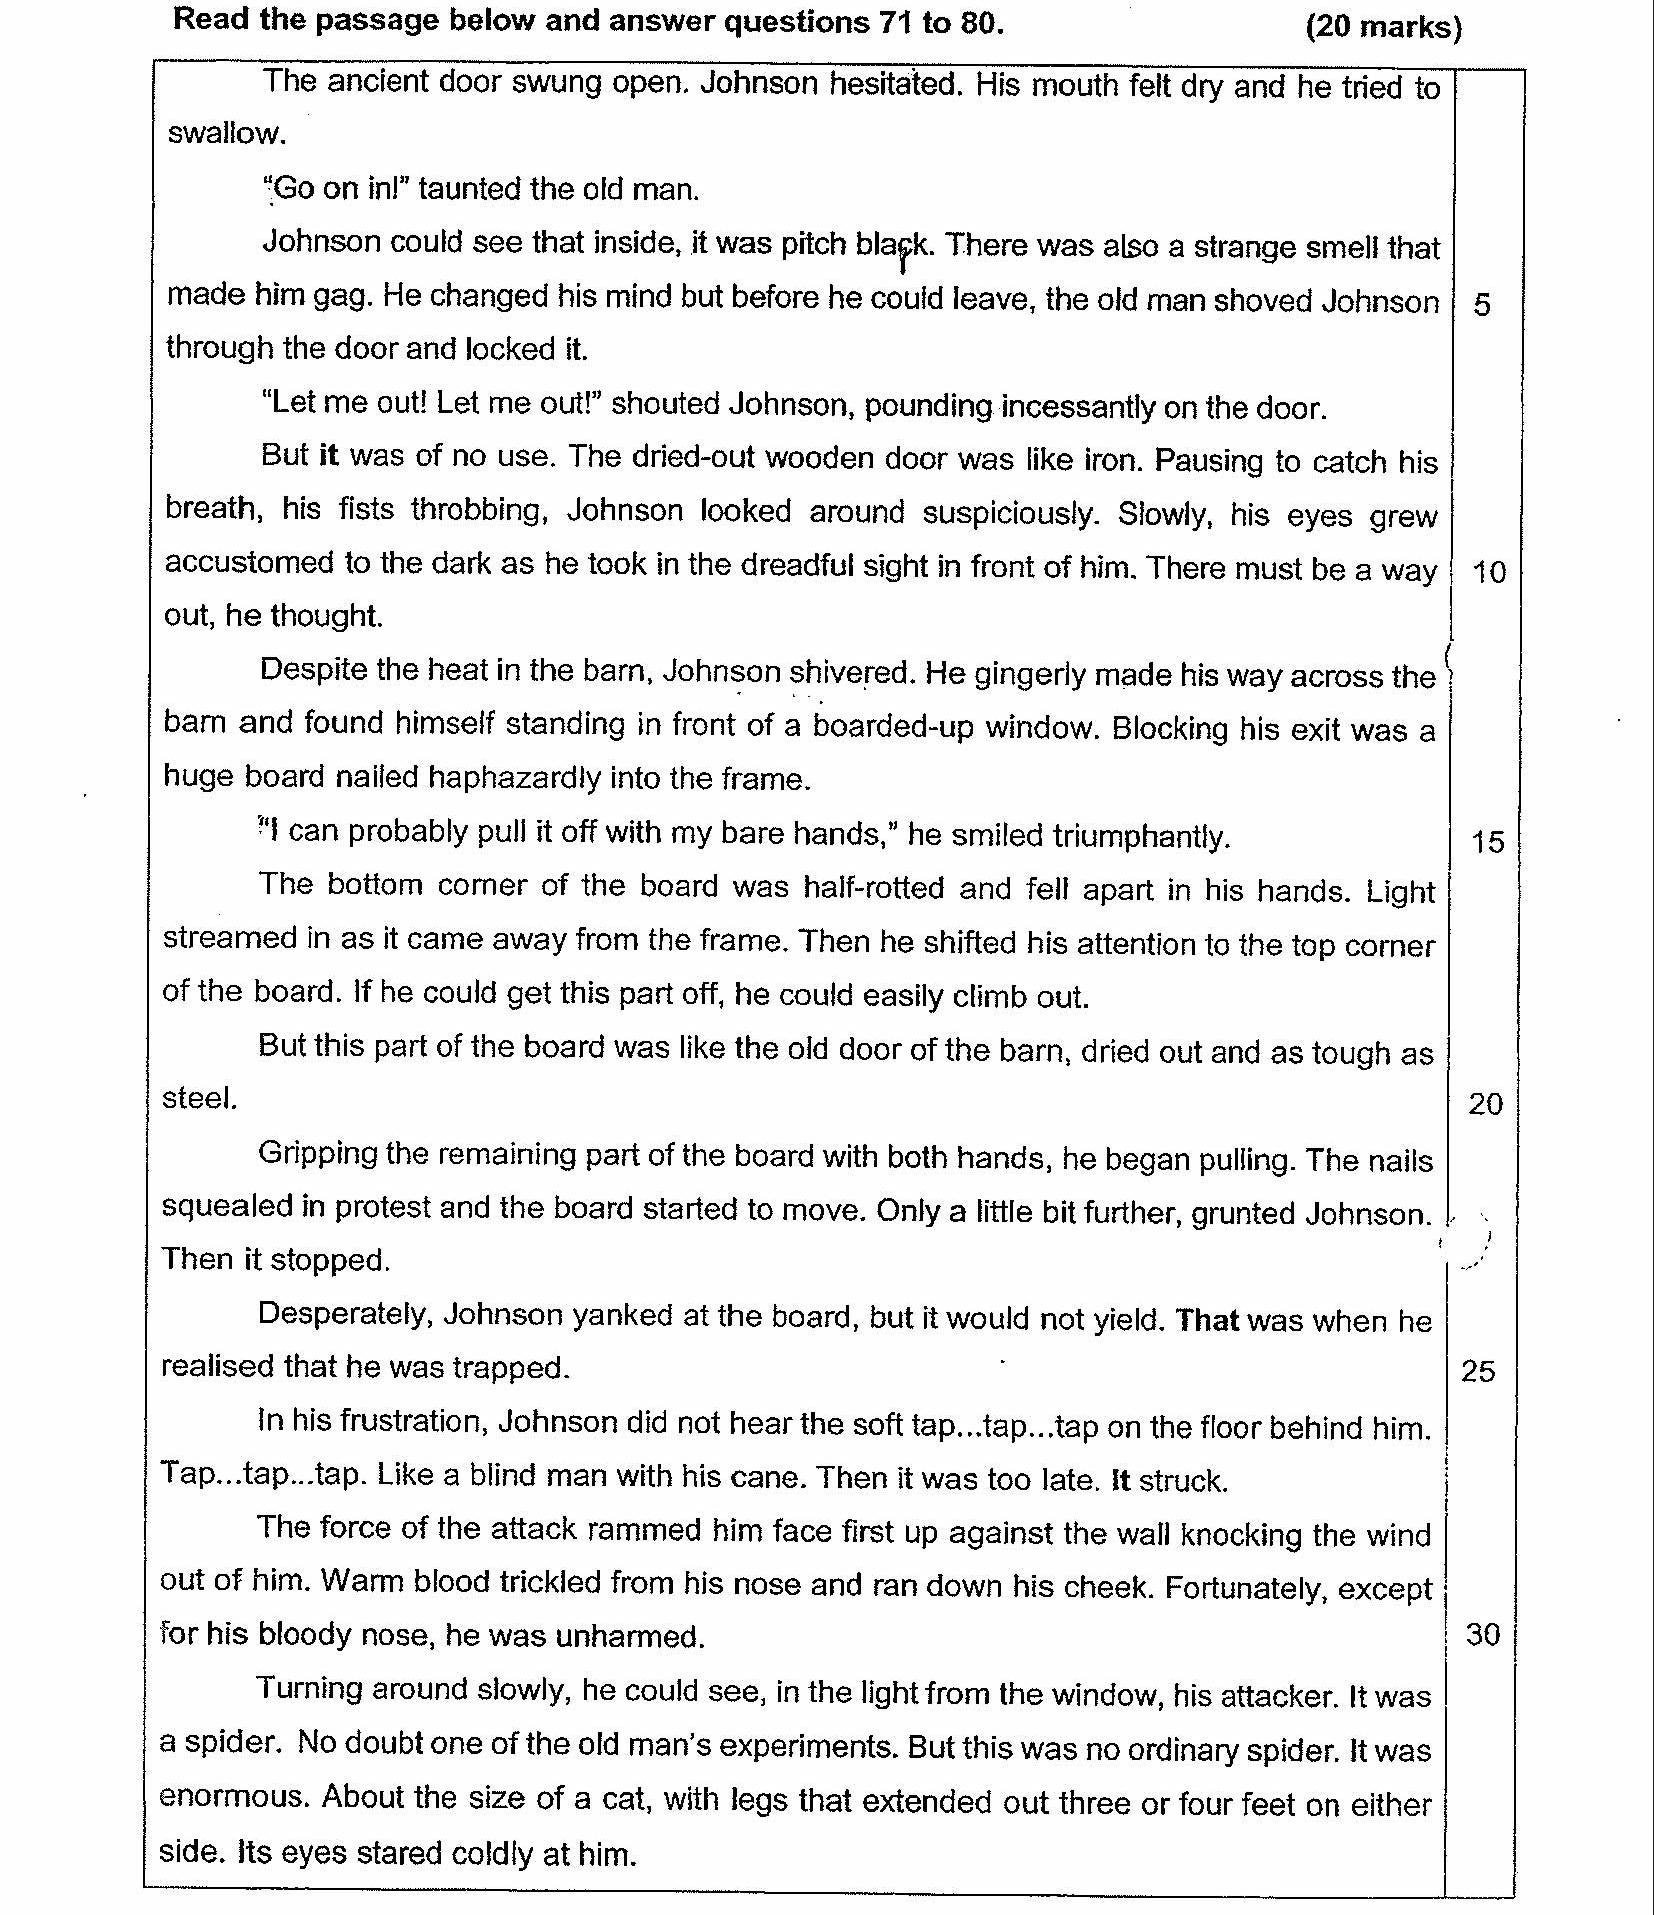 Read the passage below and answer questions 71 to 80. (20 marks)
The ancient door swung open. Johnson hesitated. His mouth felt dry and he tried to
swallow.
"Go on in!" taunted the old man.
Johnson could see that inside, it was pitch black. There was also a strange smell that
made him gag. He changed his mind but before he could leave, the old man shoved Johnson 5
through the door and locked it.
"Let me out! Let me out!" shouted Johnson, pounding incessantly on the door.
But it was of no use. The dried-out wooden door was like iron. Pausing to catch his
breath, his fists throbbing, Johnson looked around suspiciously. Slowly, his eyes grew
accustomed to the dark as he took in the dreadful sight in front of him. There must be a way 10
out, he thought.
Despite the heat in the barn, Johnson shivered. He gingerly made his way across the
barn and found himself standing in front of a boarded-up window. Blocking his exit was a
huge board nailed haphazardly into the frame.
"I can probably pull it off with my bare hands," he smiled triumphantly. 15
The bottom corner of the board was half-rotted and fell apart in his hands. Light
streamed in as it came away from the frame. Then he shifted his attention to the top corner
of the board. If he could get this part off, he could easily climb out.
But this part of the board was like the old door of the barn, dried out and as tough as
steel. 20
Gripping the remaining part of the board with both hands, he began pulling. The nails
squealed in protest and the board started to move. Only a little bit further, grunted Johnson.
Then it stopped.
Desperately, Johnson yanked at the board, but it would not yield. That was when he
realised that he was trapped. 25
In his frustration, Johnson did not hear the soft tap...tap...tap on the floor behind him.
Tap...tap...tap. Like a blind man with his cane. Then it was too late. It struck.
The force of the attack rammed him face first up against the wall knocking the wind
out of him. Warm blood trickled from his nose and ran down his cheek. Fortunately, except
for his bloody nose, he was unharmed. 30
Turning around slowly, he could see, in the light from the window, his attacker. It was
a spider. No doubt one of the old man's experiments. But this was no ordinary spider. It was
enormous. About the size of a cat, with legs that extended out three or four feet on either
side. Its eyes stared coldly at him.